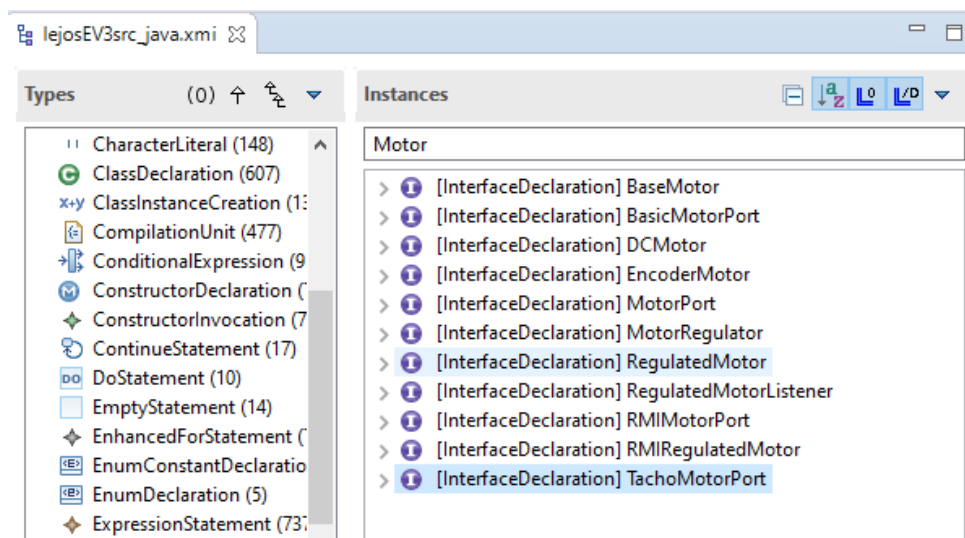 lejosEV3src_java.xmi
Types (0)
Instances
Motor
CharacterLiteral (148)
ClassDeclaration (607)
x+y ClassInstanceCreation (13
CompilationUnit (477)
ConditionalExpression (9
ConstructorDeclaration (
ConstructorInvocation (7
ContinueStatement (17)
DO DoStatement (10)
EmptyStatement (14)
EnhancedForStatement (
EnumConstantDeclaratio
EnumDeclaration (5)
ExpressionStatement (737
[InterfaceDeclaration] BaseMotor
[InterfaceDeclaration] BasicMotorPort
[InterfaceDeclaration] DCMotor
[InterfaceDeclaration] EncoderMotor
[InterfaceDeclaration] MotorPort
[InterfaceDeclaration] MotorRegulator
[InterfaceDeclaration] RegulatedMotor
[InterfaceDeclaration] RegulatedMotorListener
[InterfaceDeclaration] RMIMotorPort
[InterfaceDeclaration] RMIRegulatedMotor
[InterfaceDeclaration] TachoMotorPort